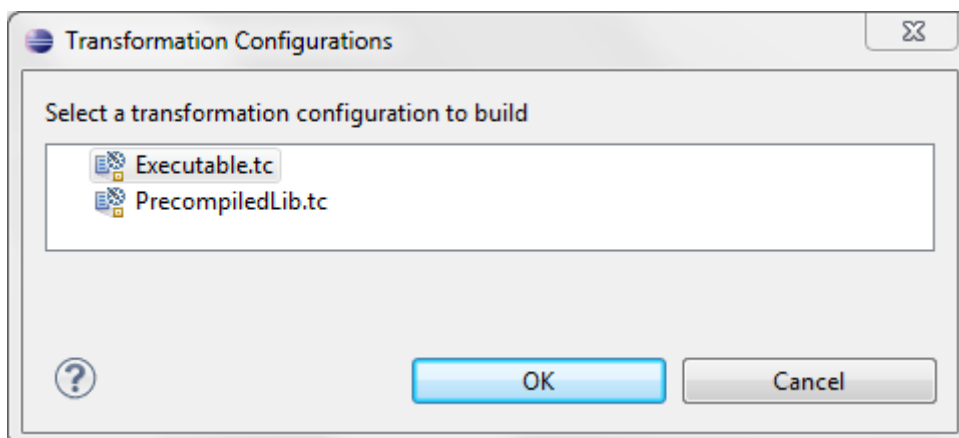 Transformation Configurations
Select a transformation configuration to build
Executable.tc
PrecompiledLib.tc
?
OK
Cancel